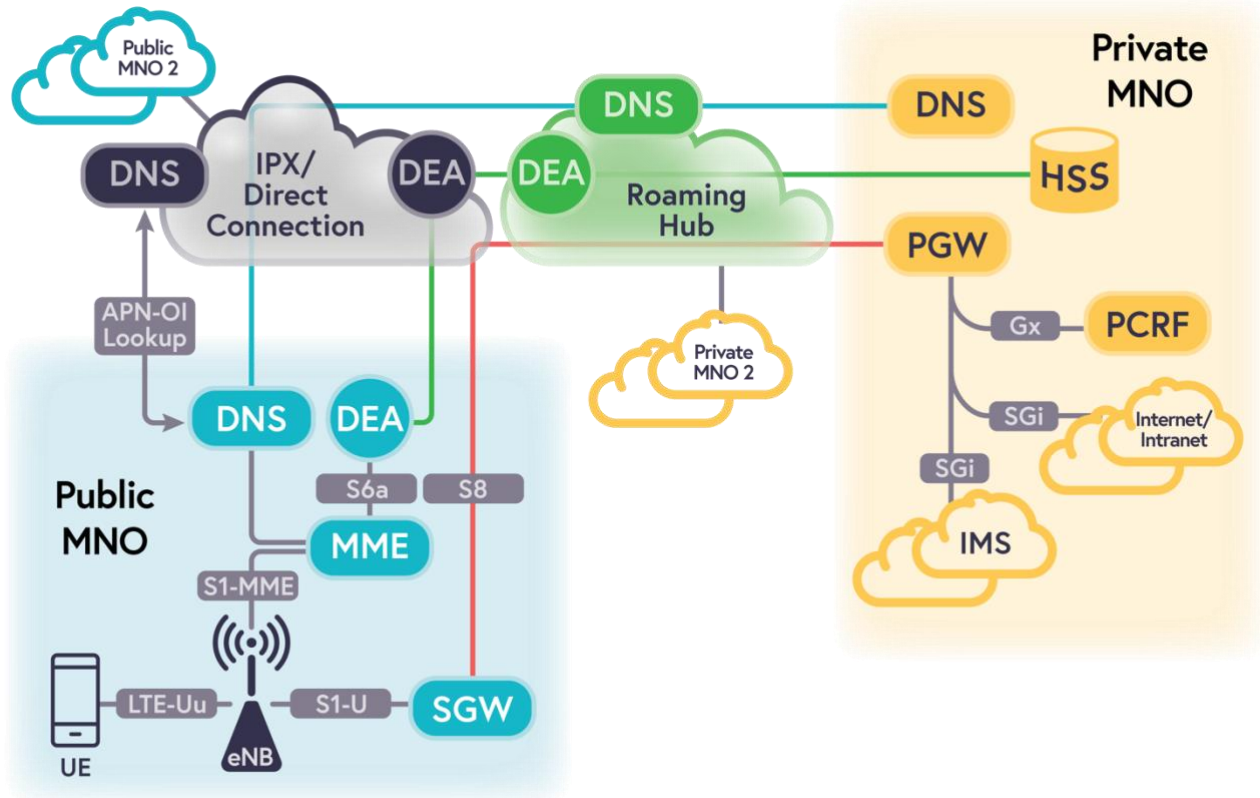 Public
MNO 2
Private
MNO
DNS
IPX/
Direct
Connection
DEA
DNS
DEA
Roaming
Hub
DNS
HSS
PGW
APN-OI
Lookup
Gx
PCRF
Private
MNO 2
SGi
Internet/
Intranet
DNS
DEA
SGi
S6a
S8
Public
MNO
MME
IMS
S1-MME
LTE-Uu
S1-U
SGW
UE
eNB